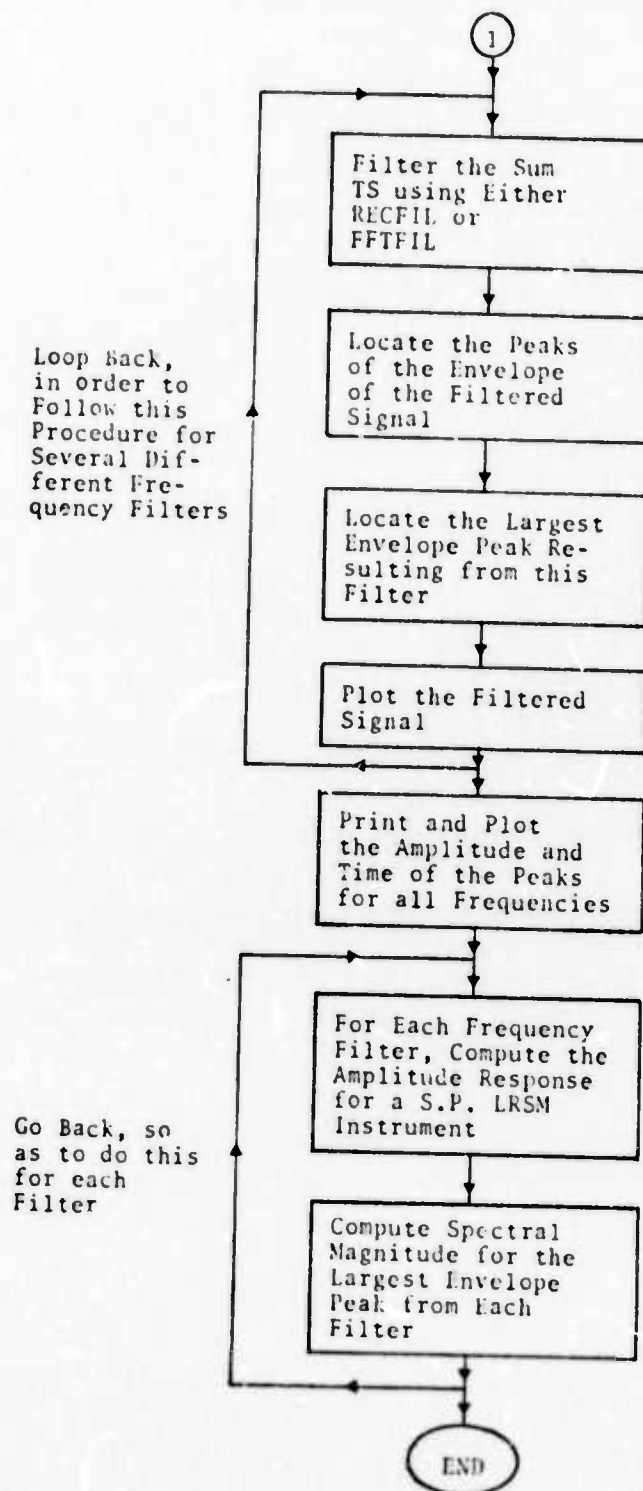 1
Filter the Sum
TS using Either
RECFIL or
FFTFIL
Locate the Peaks
of the Envelope
of the Filtered
Signal
Loop Back,
in order to
Follow this
Procedure for
Several Dif-
ferent Fre-
quency Filters
Locate the Largest
Envelope Peak Re-
sulting from this
Filter
Plot the Filtered
Signal
Print and Plot
the Amplitude and
Time of the Peaks
for all Frequencies
For Each Frequency
Filter, Compute the
Amplitude Response
for a S.P. LRSM
Instrument
Go Back, so
as to do this
for each
Filter
Compute Spectral
Magnitude for the
Largest Envelope
Peak from Each
Filter
END